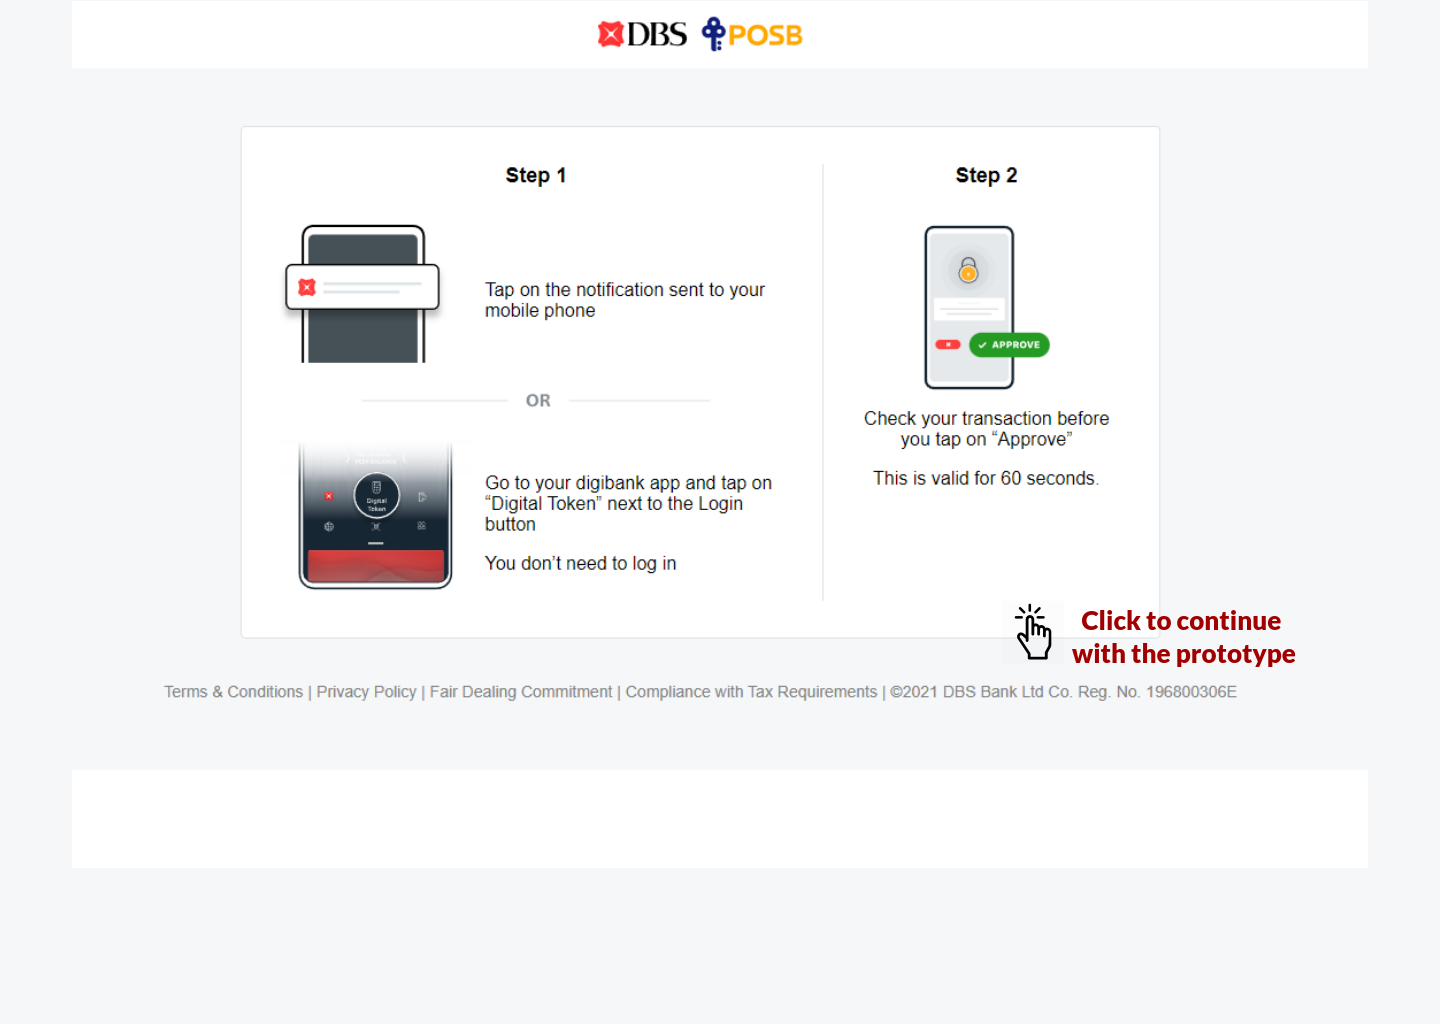 DBS POSB
Step 1
Tap on the notification sent to your
mobile phone
OR
Digital
Token
Go to your digibank app and tap on
“Digital Token” next to the Login
button
You don’t need to log in
Step 2
APPROVE
Check your transaction before
you tap on “Approve”
This is valid for 60 seconds.
Click to continue
with the prototype
Terms & Conditions | Privacy Policy | Fair Dealing Commitment | Compliance with Tax Requirements | ©2021 DBS Bank Ltd Co. Reg. No. 196800306E